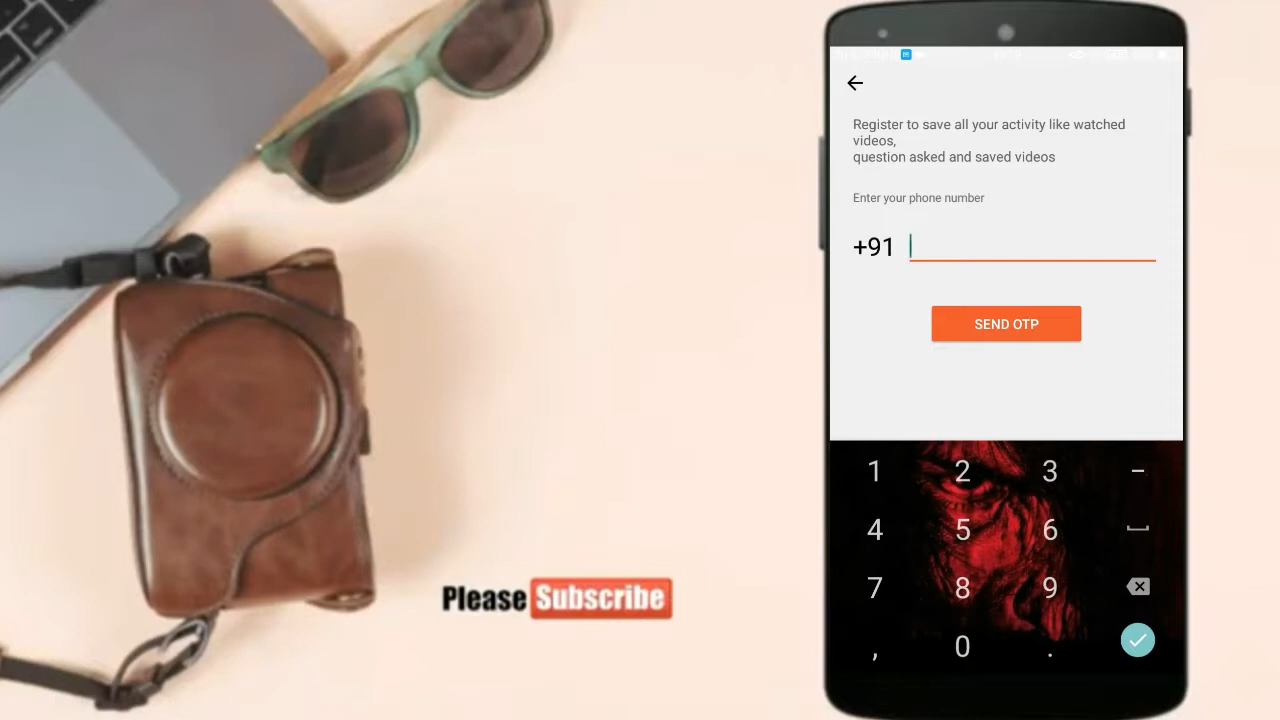 Register to save all your activity like watched
videos,
question asked and saved videos
Enter your phone number
+91
SEND OTP
1 2 3 -
4 5 6
7 8 9
, 0 .
Please Subscribe